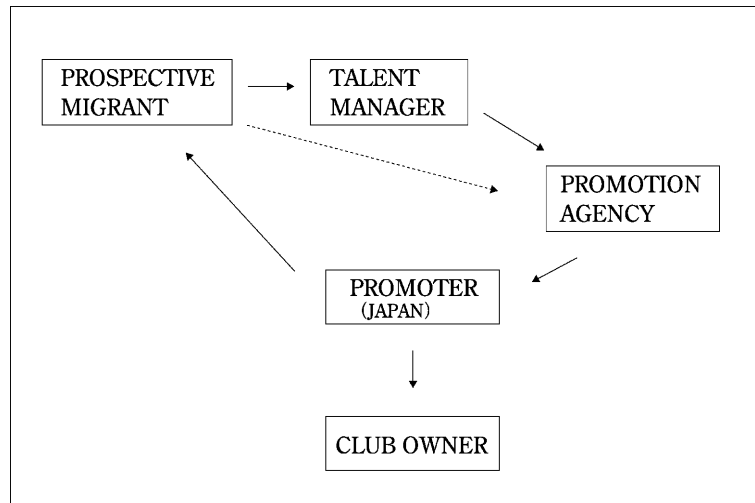 PROSPECTIVE
MIGRANT
TALENT
MANAGER
PROMOTION
AGENCY
PROMOTER
(JAPAN)
CLUB OWNER